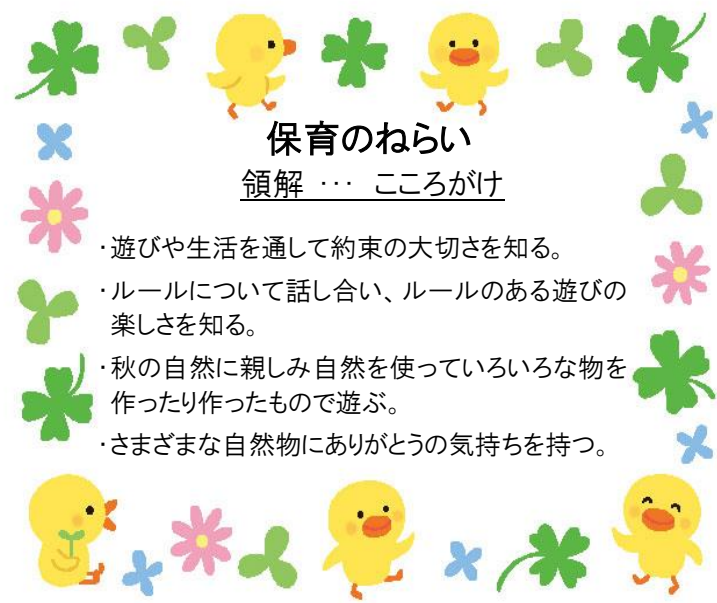 保育のねらい
領解 … こころがけ
・遊びや生活を通して約束の大切さを知る。
・ルールについて話し合い、ルールのある遊びの
楽しさを知る。
・秋の自然に親しみ自然を使っていろいろな物を
作ったり作ったもので遊ぶ。
・さまざまな自然物にありがとうの気持ちを持つ。